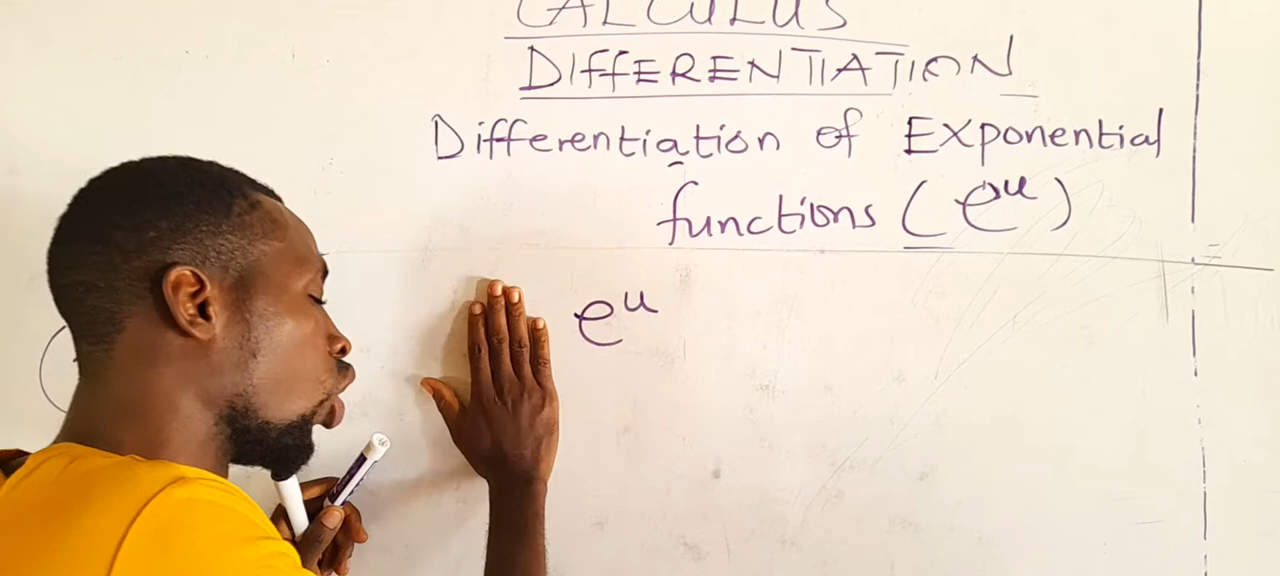 CALCULUS
DIFFERENTIATION
Differentiation of Exponential
functions (e^u)
e^u